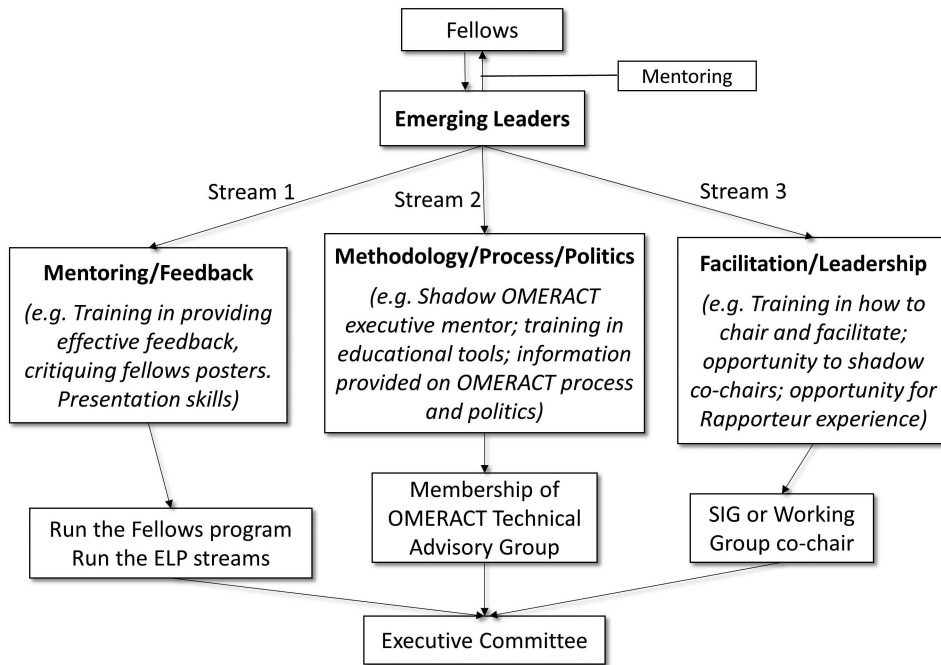 Fellows
Mentoring
Emerging Leaders
Stream 1
Stream 2
Stream 3
Mentoring/Feedback
(e.g. Training in providing
effective feedback,
critiquing fellows posters.
Presentation skills)
Methodology/Process/Politics
(e.g. Shadow OMERACT
executive mentor; training in
educational tools; information
provided on OMERACT process
and politics)
Facilitation/Leadership
(e.g. Training in how to
chair and facilitate;
opportunity to shadow
co-chairs; opportunity for
Rapporteur experience)
Run the Fellows program
Run the ELP streams
Membership of
OMERACT Technical
Advisory Group
SIG or Working
Group co-chair
Executive Committee